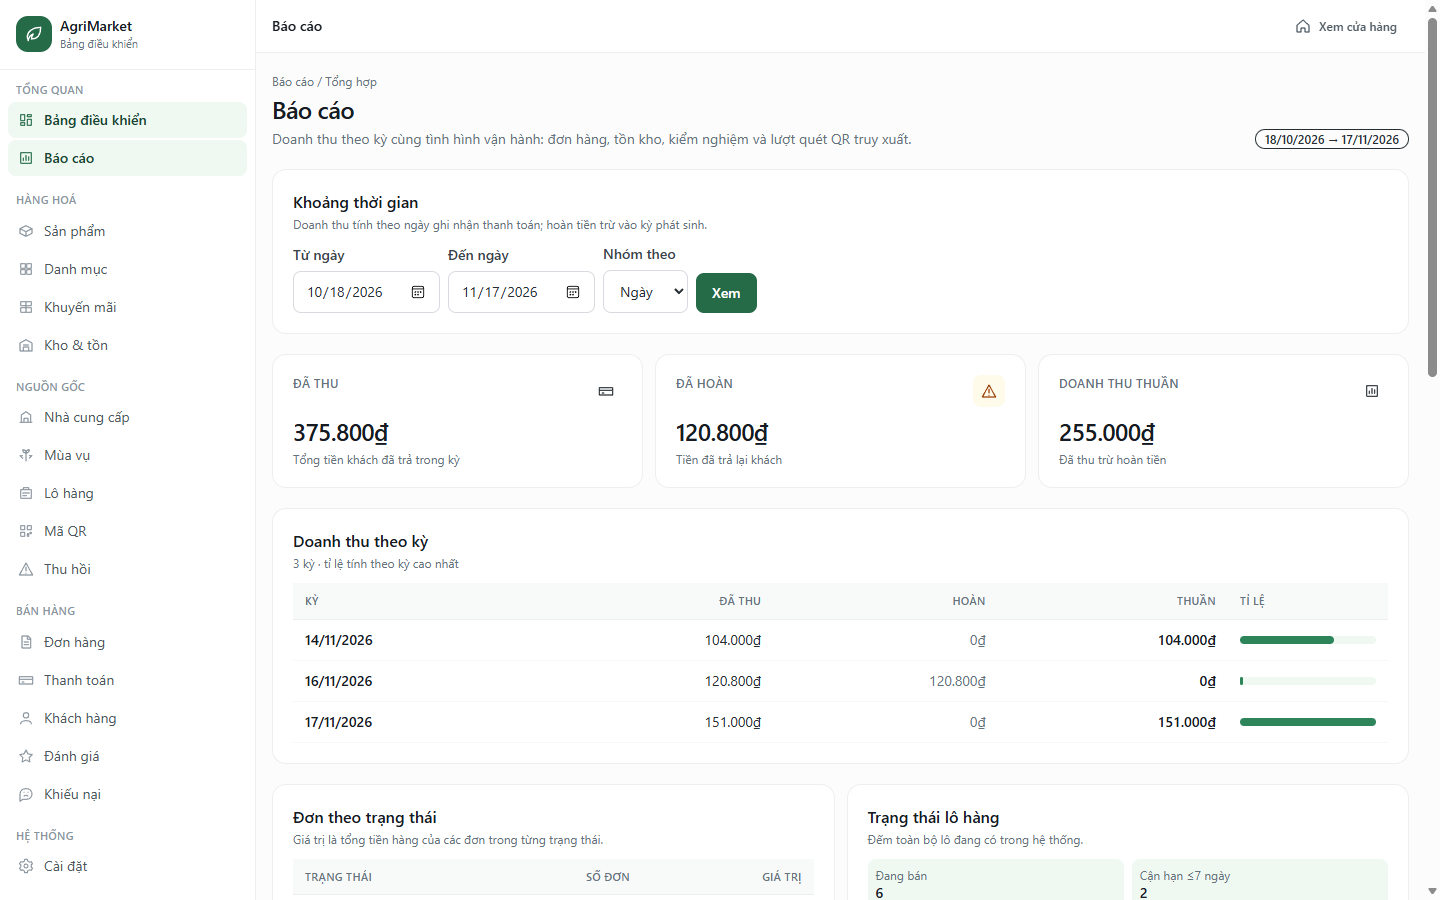 AgriMarket
Bảng điều khiển
TỔNG QUAN
Bảng điều khiển
Báo cáo
HÀNG HOÁ
Sản phẩm
Danh mục
Khuyến mãi
Kho & tồn
NGUỒN GỐC
Nhà cung cấp
Mùa vụ
Lô hàng
Mã QR
Thu hồi
BÁN HÀNG
Đơn hàng
Thanh toán
Khách hàng
Đánh giá
Khiếu nại
HỆ THỐNG
Cài đặt
Báo cáo
Xem cửa hàng
Báo cáo / Tổng hợp
Báo cáo
Doanh thu theo kỳ cùng tình hình vận hành: đơn hàng, tồn kho, kiểm nghiệm và lượt quét QR truy xuất.
18/10/2026 → 17/11/2026
Khoảng thời gian
Doanh thu tính theo ngày ghi nhận thanh toán; hoàn tiền trừ vào kỳ phát sinh.
Từ ngày Đến ngày Nhóm theo
10/18/2026 11/17/2026 Ngày Xem
ĐÃ THU
375.800₫
Tổng tiền khách đã trả trong kỳ
ĐÃ HOÀN
120.800₫
Tiền đã trả lại khách
DOANH THU THUẦN
255.000₫
Đã thu trừ hoàn tiền
Doanh thu theo kỳ
3 kỳ · tỉ lệ tính theo kỳ cao nhất
KỲ ĐÃ THU HOÀN THUẦN TỈ LỆ
14/11/2026 104.000₫ 0₫ 104.000₫
16/11/2026 120.800₫ 120.800₫ 0₫
17/11/2026 151.000₫ 0₫ 151.000₫
Đơn theo trạng thái
Giá trị là tổng tiền hàng của các đơn trong từng trạng thái.
TRẠNG THÁI SỐ ĐƠN GIÁ TRỊ
Trạng thái lô hàng
Đếm toàn bộ lô đang có trong hệ thống.
Đang bán
6
Cận hạn ≤7 ngày
2